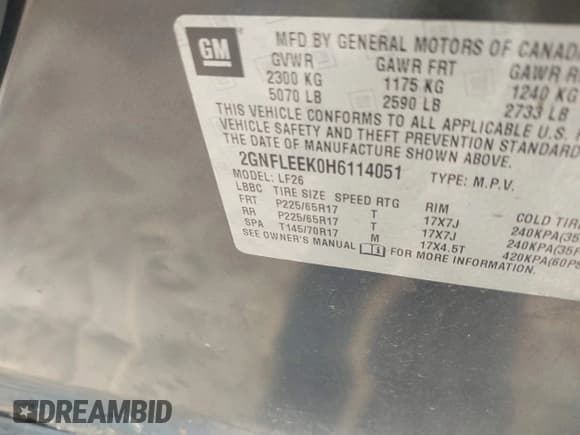 GM
MFD BY GENERAL MOTORS OF CANADA
GVWR GAWR FRT GAWR R
2300 KG 1175 KG 1240 KG
5070 LB 2590 LB 2733 LB
THIS VEHICLE CONFORMS TO ALL APPLICABLE U.S.
VEHICLE SAFETY AND THEFT PREVENTION STANDARD
THE DATE OF MANUFACTURE SHOWN ABOVE.
2GNFLEEK0H6114051 TYPE: M.P.V.
MODEL: LF26
LBBC TIRE SIZE SPEED RTG RIM COLD TIR
FRT P225/65R17 T 17X7J 240KPA(35
RR P225/65R17 T 17X7J 240KPA(35
SPA T145/70R17 M 17X4.5T 420KPA(60PS
SEE OWNER'S MANUAL FOR MORE INFORMATION.
DREAMBID